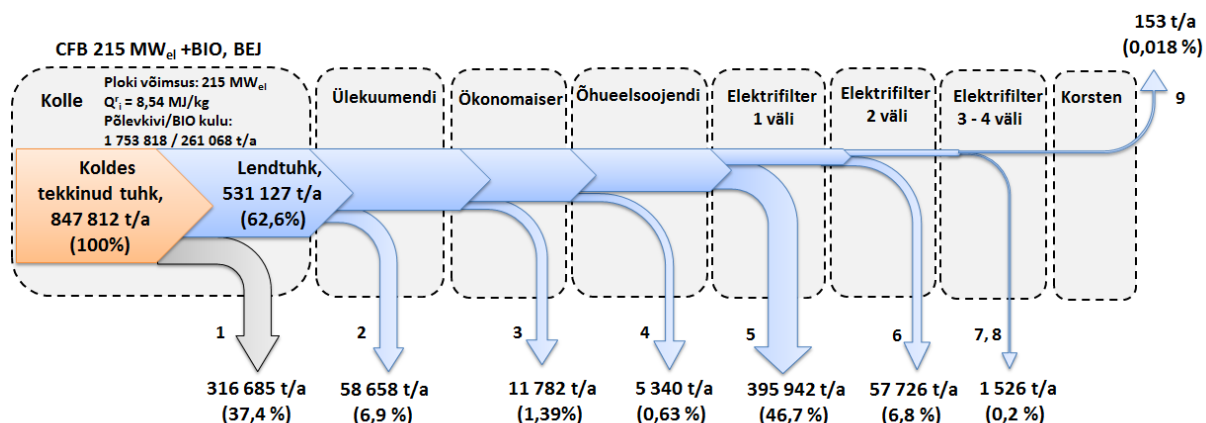 CFB 215 MWel +BIO, BEJ
Kolle
Ploki võimsus: 215 MWel
Qri = 8,54 MJ/kg
Põlevkivi/BIO kulu:
1 753 818 / 261 068 t/a
Ülekuumendi
Ökonomaiser
Õhueelsoojendi
Elektrifilter
1 väli
Elektrifilter
2 väli
Elektrifilter
3 - 4 väli
Korsten
153 t/a
(0,018 %)
9
Koldes
tekkinud tuhk,
847 812 t/a
(100%)
Lendtuhk,
531 127 t/a
(62,6%)
1
2
3
4
5
6
7, 8
316 685 t/a
(37,4 %)
58 658 t/a
(6,9 %)
11 782 t/a
(1,39%)
5 340 t/a
(0,63 %)
395 942 t/a
(46,7 %)
57 726 t/a
(6,8 %)
1 526 t/a
(0,2 %)